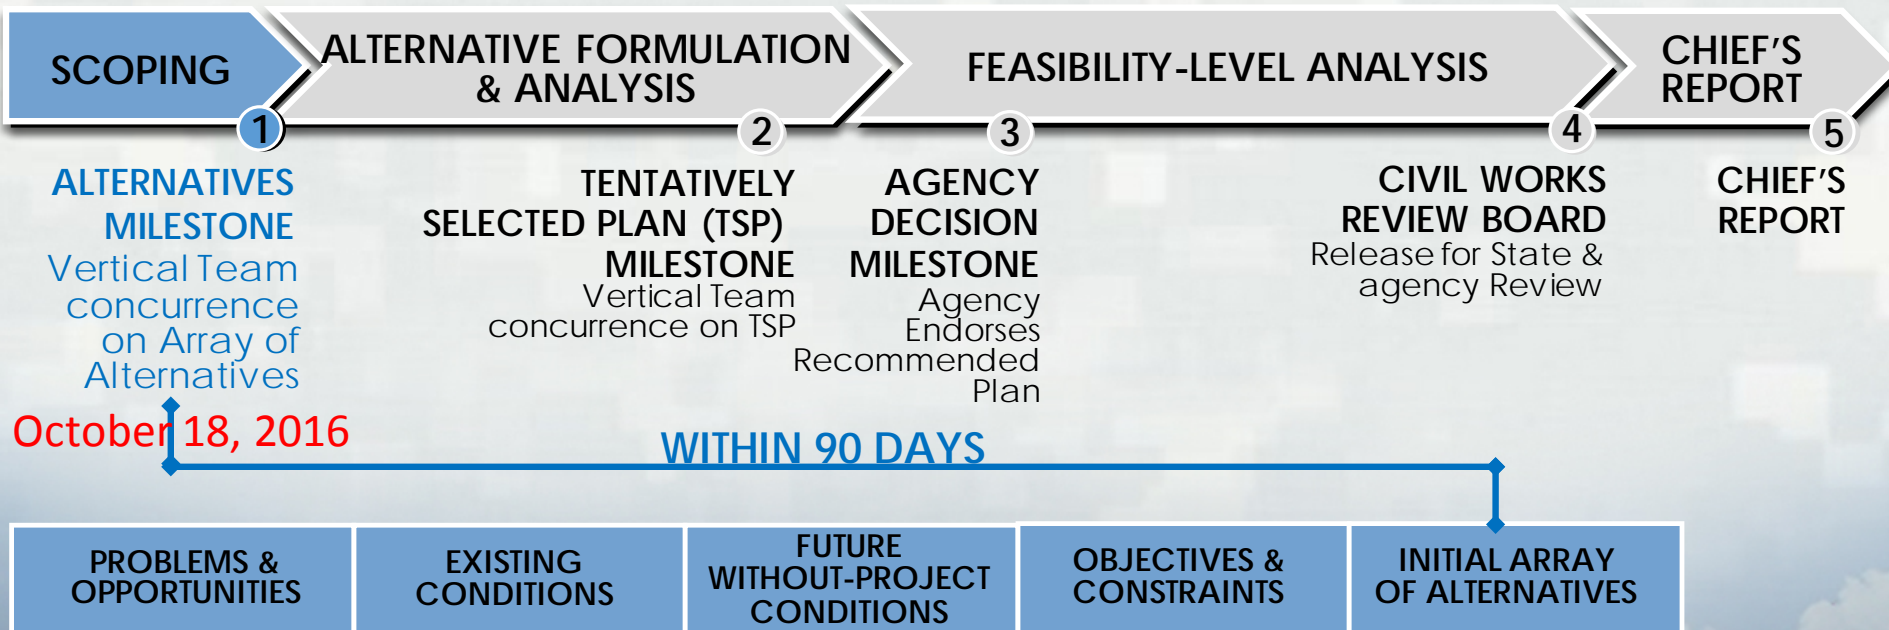 SCOPING
ALTERNATIVE FORMULATION
& ANALYSIS
FEASIBILITY-LEVEL ANALYSIS
CHIEF'S
REPORT
1
2
3
4
5
ALTERNATIVES
MILESTONE
Vertical Team
concurrence
on Array of
Alternatives
October 18, 2016
TENTATIVELY
SELECTED PLAN (TSP)
MILESTONE
Vertical Team
concurrence on TSP
AGENCY
DECISION
MILESTONE
Agency
Endorses
Recommended
Plan
CIVIL WORKS
REVIEW BOARD
Release for State &
agency Review
CHIEF'S
REPORT
WITHIN 90 DAYS
PROBLEMS &
OPPORTUNITIES
EXISTING
CONDITIONS
FUTURE
WITHOUT-PROJECT
CONDITIONS
OBJECTIVES &
CONSTRAINTS
INITIAL ARRAY
OF ALTERNATIVES